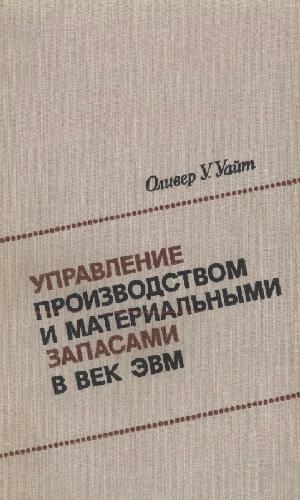 Оливер У. Уайт
УПРАВЛЕНИЕ
ПРОИЗВОДСТВОМ
И МАТЕРИАЛЬНЫМИ
ЗАПАСАМИ
В ВЕК ЭВМ